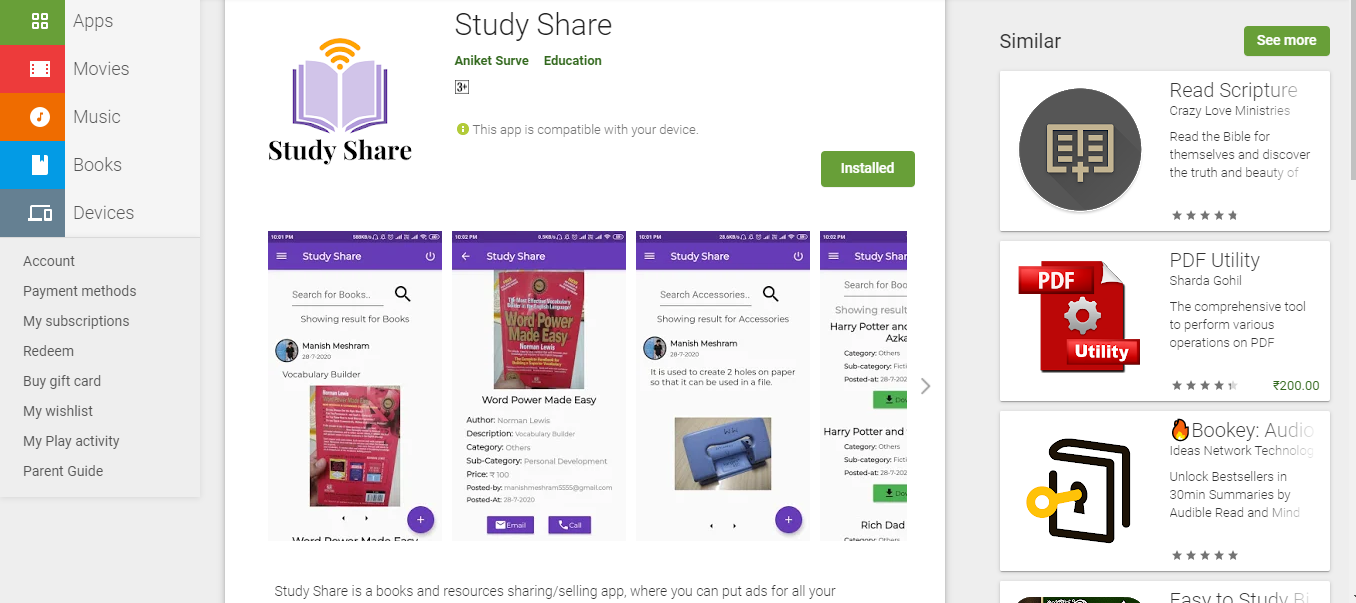 Apps
Movies
Music
Books
Devices
Account
Payment methods
My subscriptions
Redeem
Buy gift card
My wishlist
My Play activity
Parent Guide
Study Share
Study Share
Aniket Surve Education
3+
This app is compatible with your device.
Installed
10:01 PM
Study Share
Search for Books..
Showing result for Books
Manish Meshram
28-7-2020
Vocabulary Builder
Word Power Made Easy
10:02 PM
Study Share
Word Power
Made Easy
Norman Lewis
Word Power Made Easy
Author: Norman Lewis
Description: Vocabulary Builder
Category: Others
Sub-Category: Personal Development
Price: ₹ 100
Posted-by: manishmeshram5555@gmail.com
Posted-At: 28-7-2020
Email Call
10:01 PM
Study Share
Search Accessories..
Showing result for Accessories
Manish Meshram
28-7-2020
It is used to create 2 holes on paper
so that it can be used in a file.
10:02 PM
Study Shar
Search for Boo
Showing result
Harry Potter and
Azka
Category: Others
Sub-category: Ficti
Posted-at: 28-202
Dov
Harry Potter and
Category: Others
Sub-category: Ficti
Posted-at: 28-202
Dov
Rich Dad
Category: Others
Study Share is a books and resources sharing/selling app, where you can put ads for all your
Similar
See more
Read Scripture
Crazy Love Ministries
Read the Bible for
themselves and discover
the truth and beauty of
PDF
Utility
PDF Utility
Sharda Gohil
The comprehensive tool
to perform various
operations on PDF
₹200.00
🔥Bookey: Audio
Ideas Network Technolog
Unlock Bestsellers in
30min Summaries by
Audible Read and Mind
Easy to Study Bi